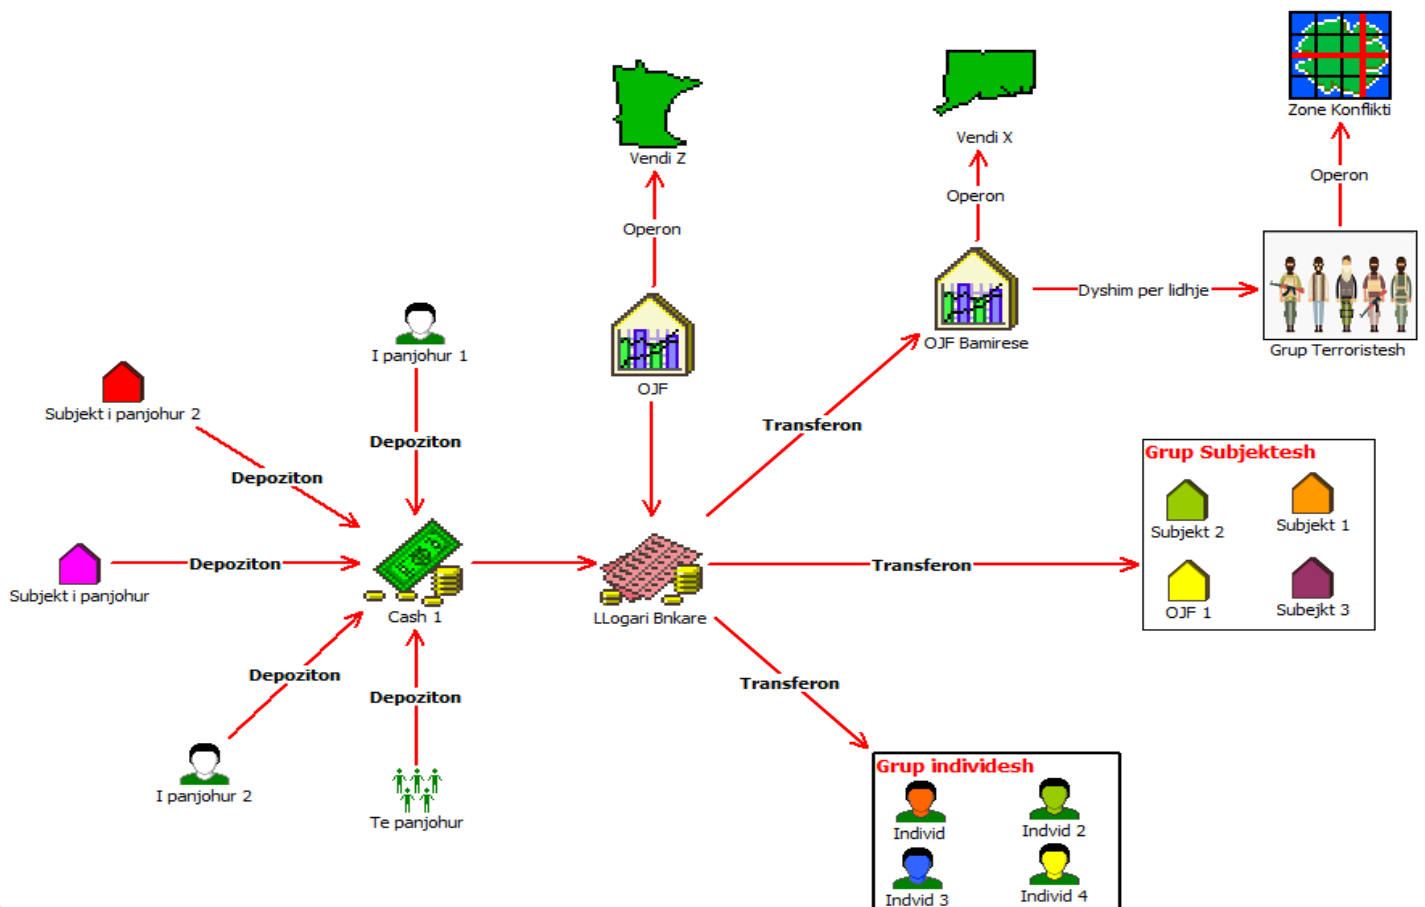 Zone Konflikti
Vendi Z
Vendi X
Operon
Operon
Operon
I panjohur 1
OJF
OJF Bamirese
Dyshim per lidhje
Grup Terroristesh
Subjekt i panjohur 2
Depoziton
Transferon
Depoziton
Grup Subjektesh
Subjekt 2
Subjekt 1
Subjekt i panjohur
Depoziton
Cash 1
LLogari Bnkare
Transferon
OJF 1
Subejkt 3
Depoziton
Depoziton
Transferon
I panjohur 2
Te panjohur
Grup individesh
Individ
Indvid 2
Indvid 3
Individ 4